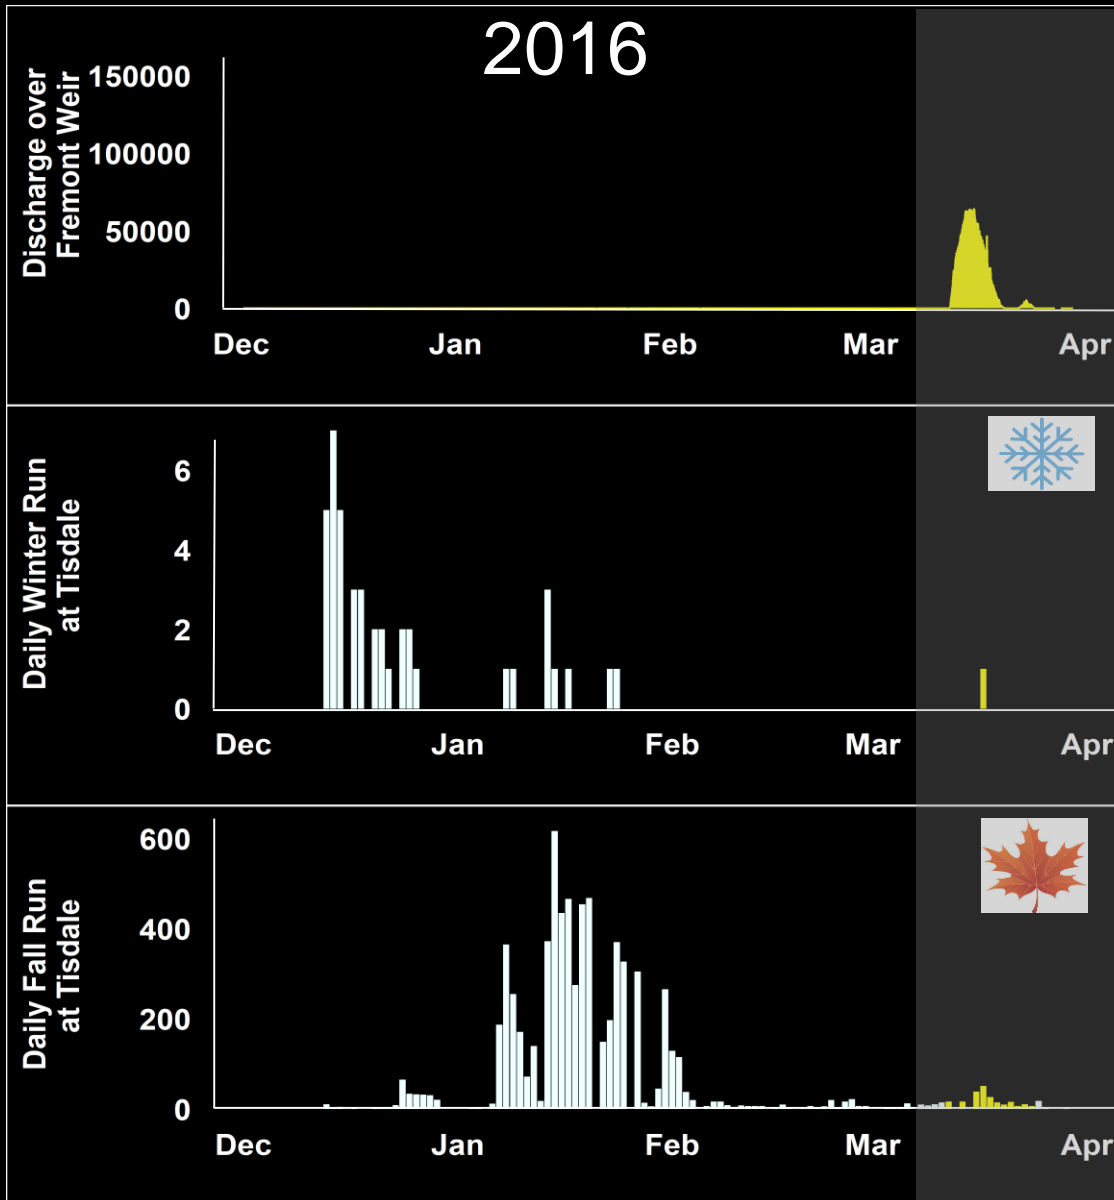 2016
Discharge over
Fremont Weir
150000
100000
50000
0
Dec Jan Feb Mar Apr
Daily Winter Run
at Tisdale
6
4
2
0
Dec Jan Feb Mar Apr
Daily Fall Run
at Tisdale
600
400
200
0
Dec Jan Feb Mar Apr